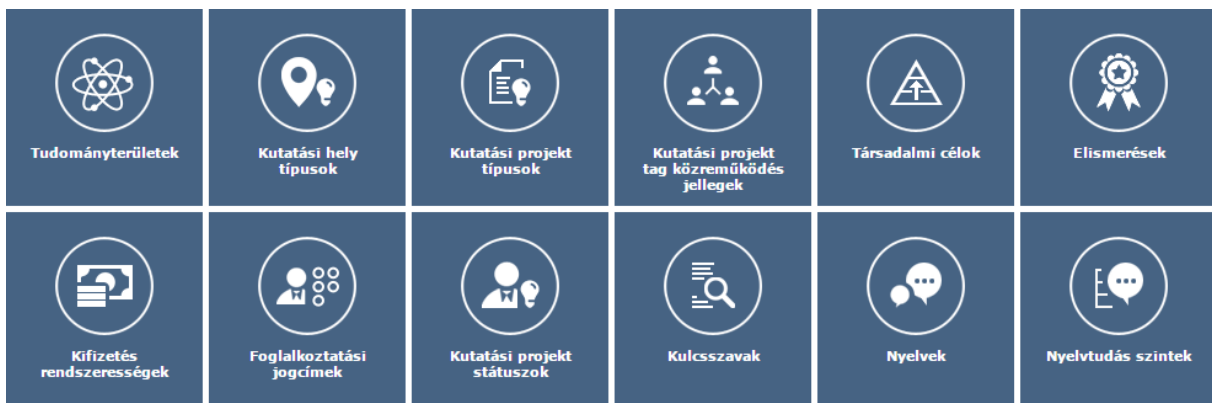 Tudományterületek
Kutatási hely
típusok
Kutatási projekt
típusok
Kutatási projekt
tag közreműködés
jellegek
Társadalmi célok
Elismerések
Kifizetés
rendszerességek
Foglalkoztatási
jogcímek
Kutatási projekt
státuszok
Kulcsszavak
Nyelvek
Nyelvtudás szintek